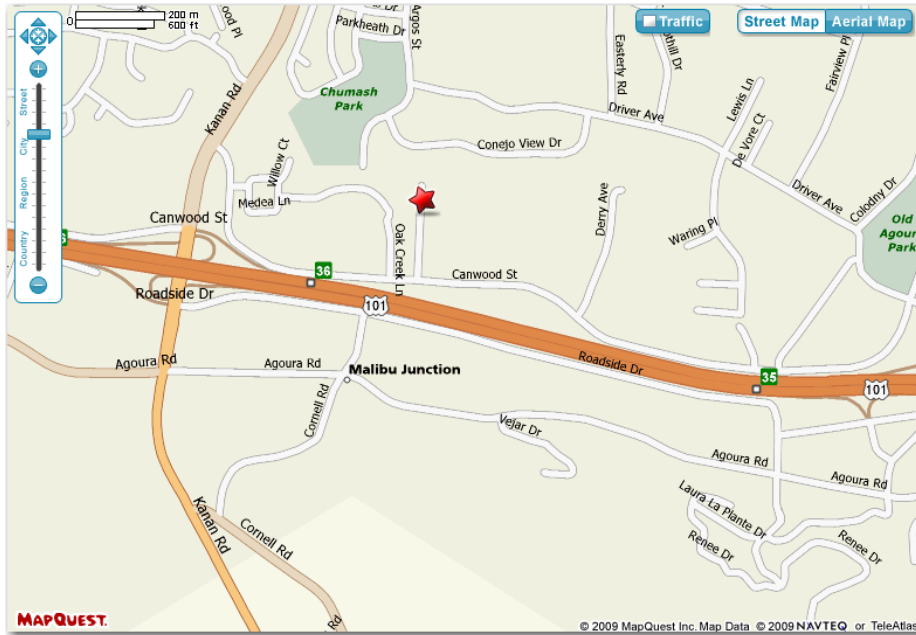 0
200 m
600 ft
Parkheath Dr
Argos St
Traffic
Street Map
Aerial Map
Easterly Rd
Fairview Pl
Street
City
Region
Country
Kanan Rd
Chumash
Park
Driver Ave
Lewis Ln
De Vore Ct
Conejo View Dr
Willow Ct
Medea Ln
Canwood St
Oak Creek Ln
Derry Ave
Waring Pl
Driver Ave
Colodny Dr
Old
Agoura
Park
36
Canwood St
Roadside Dr
101
Agoura Rd
Agoura Rd
Malibu Junction
Roadside Dr
35
101
Cornell Rd
Vejar Dr
Agoura Rd
Agoura Rd
Laura La Plante Dr
Renee Dr
Renee Dr
Kanan Rd
Cornell Rd
Rd
MAPQUEST.
© 2009 MapQuest Inc. Map Data © 2009 NAVTEQ or TeleAtlas